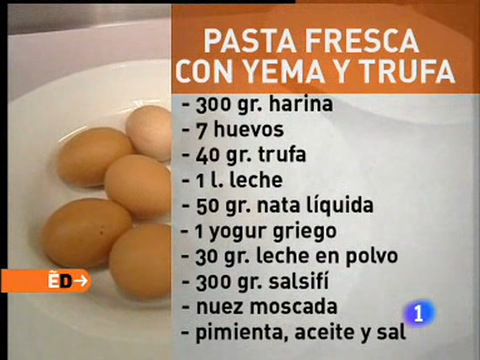 PASTA FRESCA
CON YEMA Y TRUFA
- 300 gr. harina
- 7 huevos
- 40 gr. trufa
- 1 l. leche
- 50 gr. nata líquida
- 1 yogur griego
- 30 gr. leche en polvo
- 300 gr. salsifí
- nuez moscada
- pimienta, aceite y sal
ẼD→
1